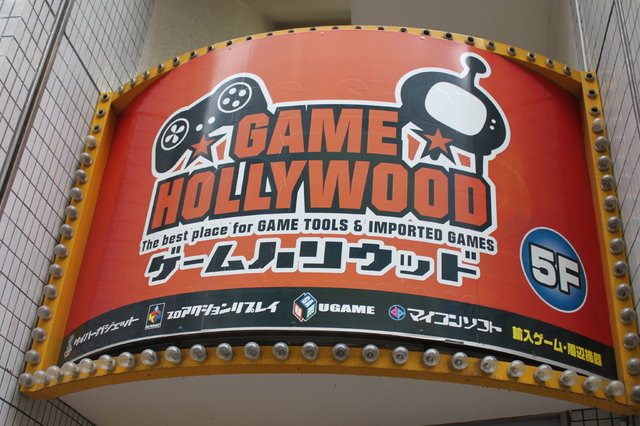 GAME
HOLLYWOOD
The best place for GAME TOOLS & IMPORTED GAMES
ゲームハリウッド
5F
サイバーガジェット プロアクションリプレイ UGAME マイコンソフト 輸入ゲーム・周辺機器